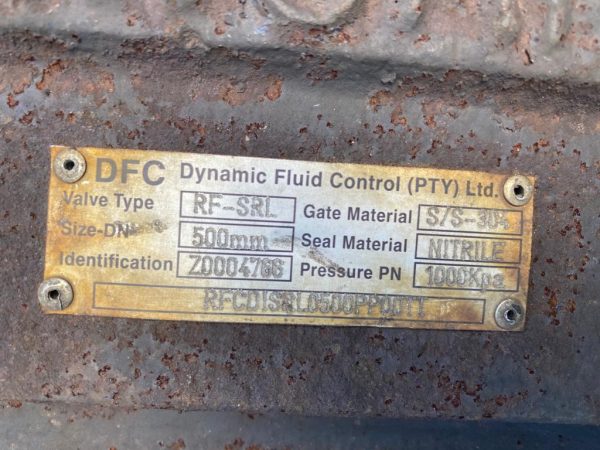 DFC Dynamic Fluid Control (PTY) Ltd.
Valve Type RF-SRL Gate Material S/S-304
Size-DN 500mm Seal Material NITRILE
Identification Z0004766 Pressure PN 1000Kpa